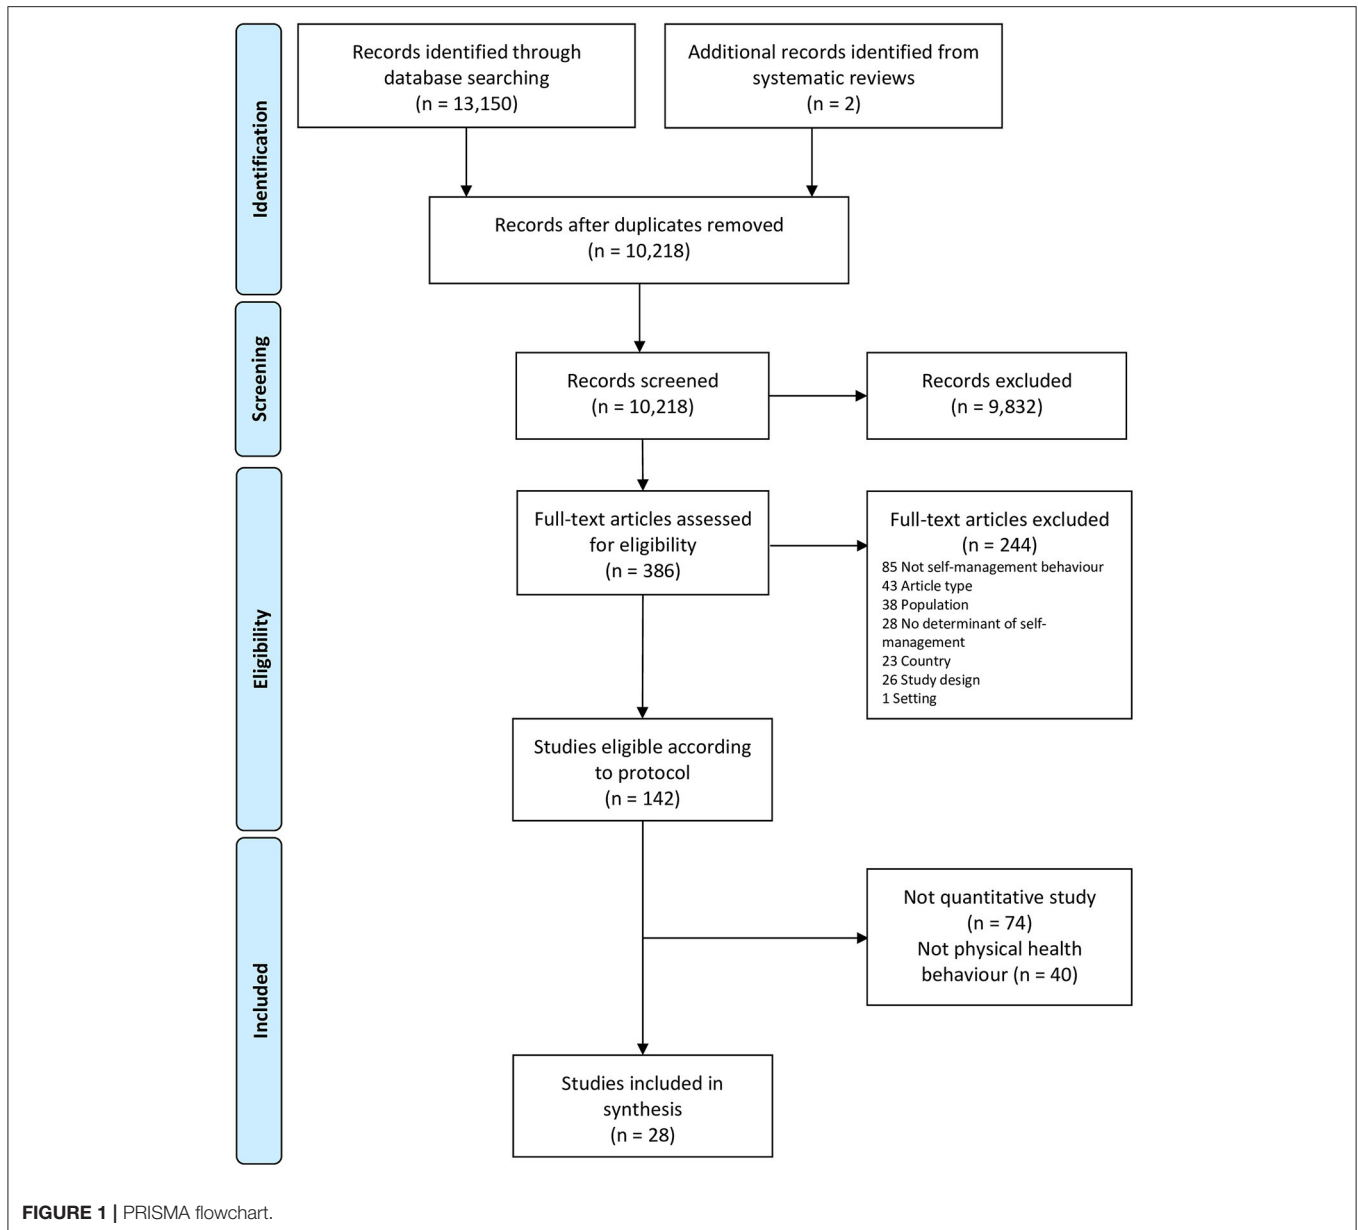 Identification
Records identified through
database searching
(n = 13,150)
Additional records identified from
systematic reviews
(n = 2)
Records after duplicates removed
(n = 10,218)
Screening
Records screened
(n = 10,218)
Records excluded
(n = 9,832)
Eligibility
Full-text articles assessed
for eligibility
(n = 386)
Full-text articles excluded
(n = 244)
85 Not self-management behaviour
43 Article type
38 Population
28 No determinant of self-
management
23 Country
26 Study design
1 Setting
Studies eligible according
to protocol
(n = 142)
Included
Not quantitative study
(n = 74)
Not physical health
behaviour (n = 40)
Studies included in
synthesis
(n = 28)
FIGURE 1 | PRISMA flowchart.